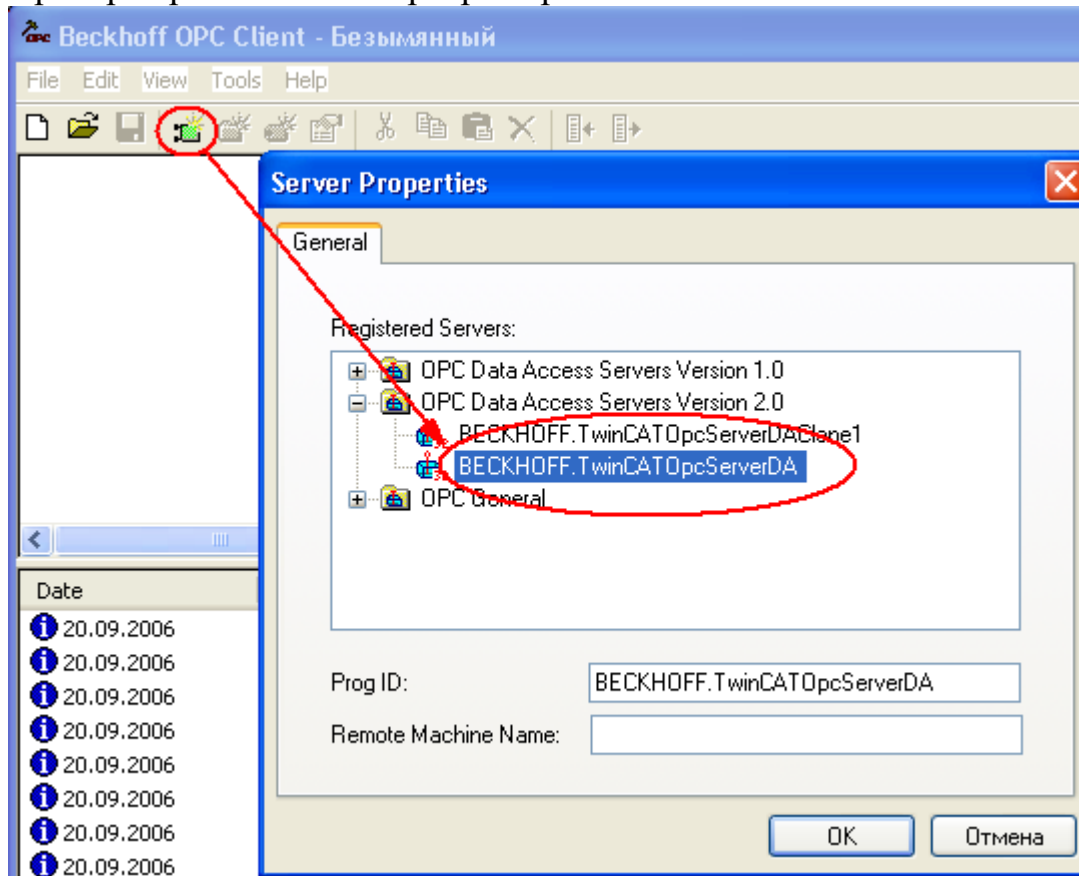 Beckhoff OPC Client - Безымянный
File Edit View Tools Help
Server Properties
General
Registered Servers:
OPC Data Access Servers Version 1.0
OPC Data Access Servers Version 2.0
BECKHOFF.TwinCATOpcServerDAClone1
BECKHOFF.TwinCATOpcServerDA
OPC General
Prog ID: BECKHOFF.TwinCATOpcServerDA
Remote Machine Name:
OK Отмена
Date
20.09.2006
20.09.2006
20.09.2006
20.09.2006
20.09.2006
20.09.2006
20.09.2006
20.09.2006